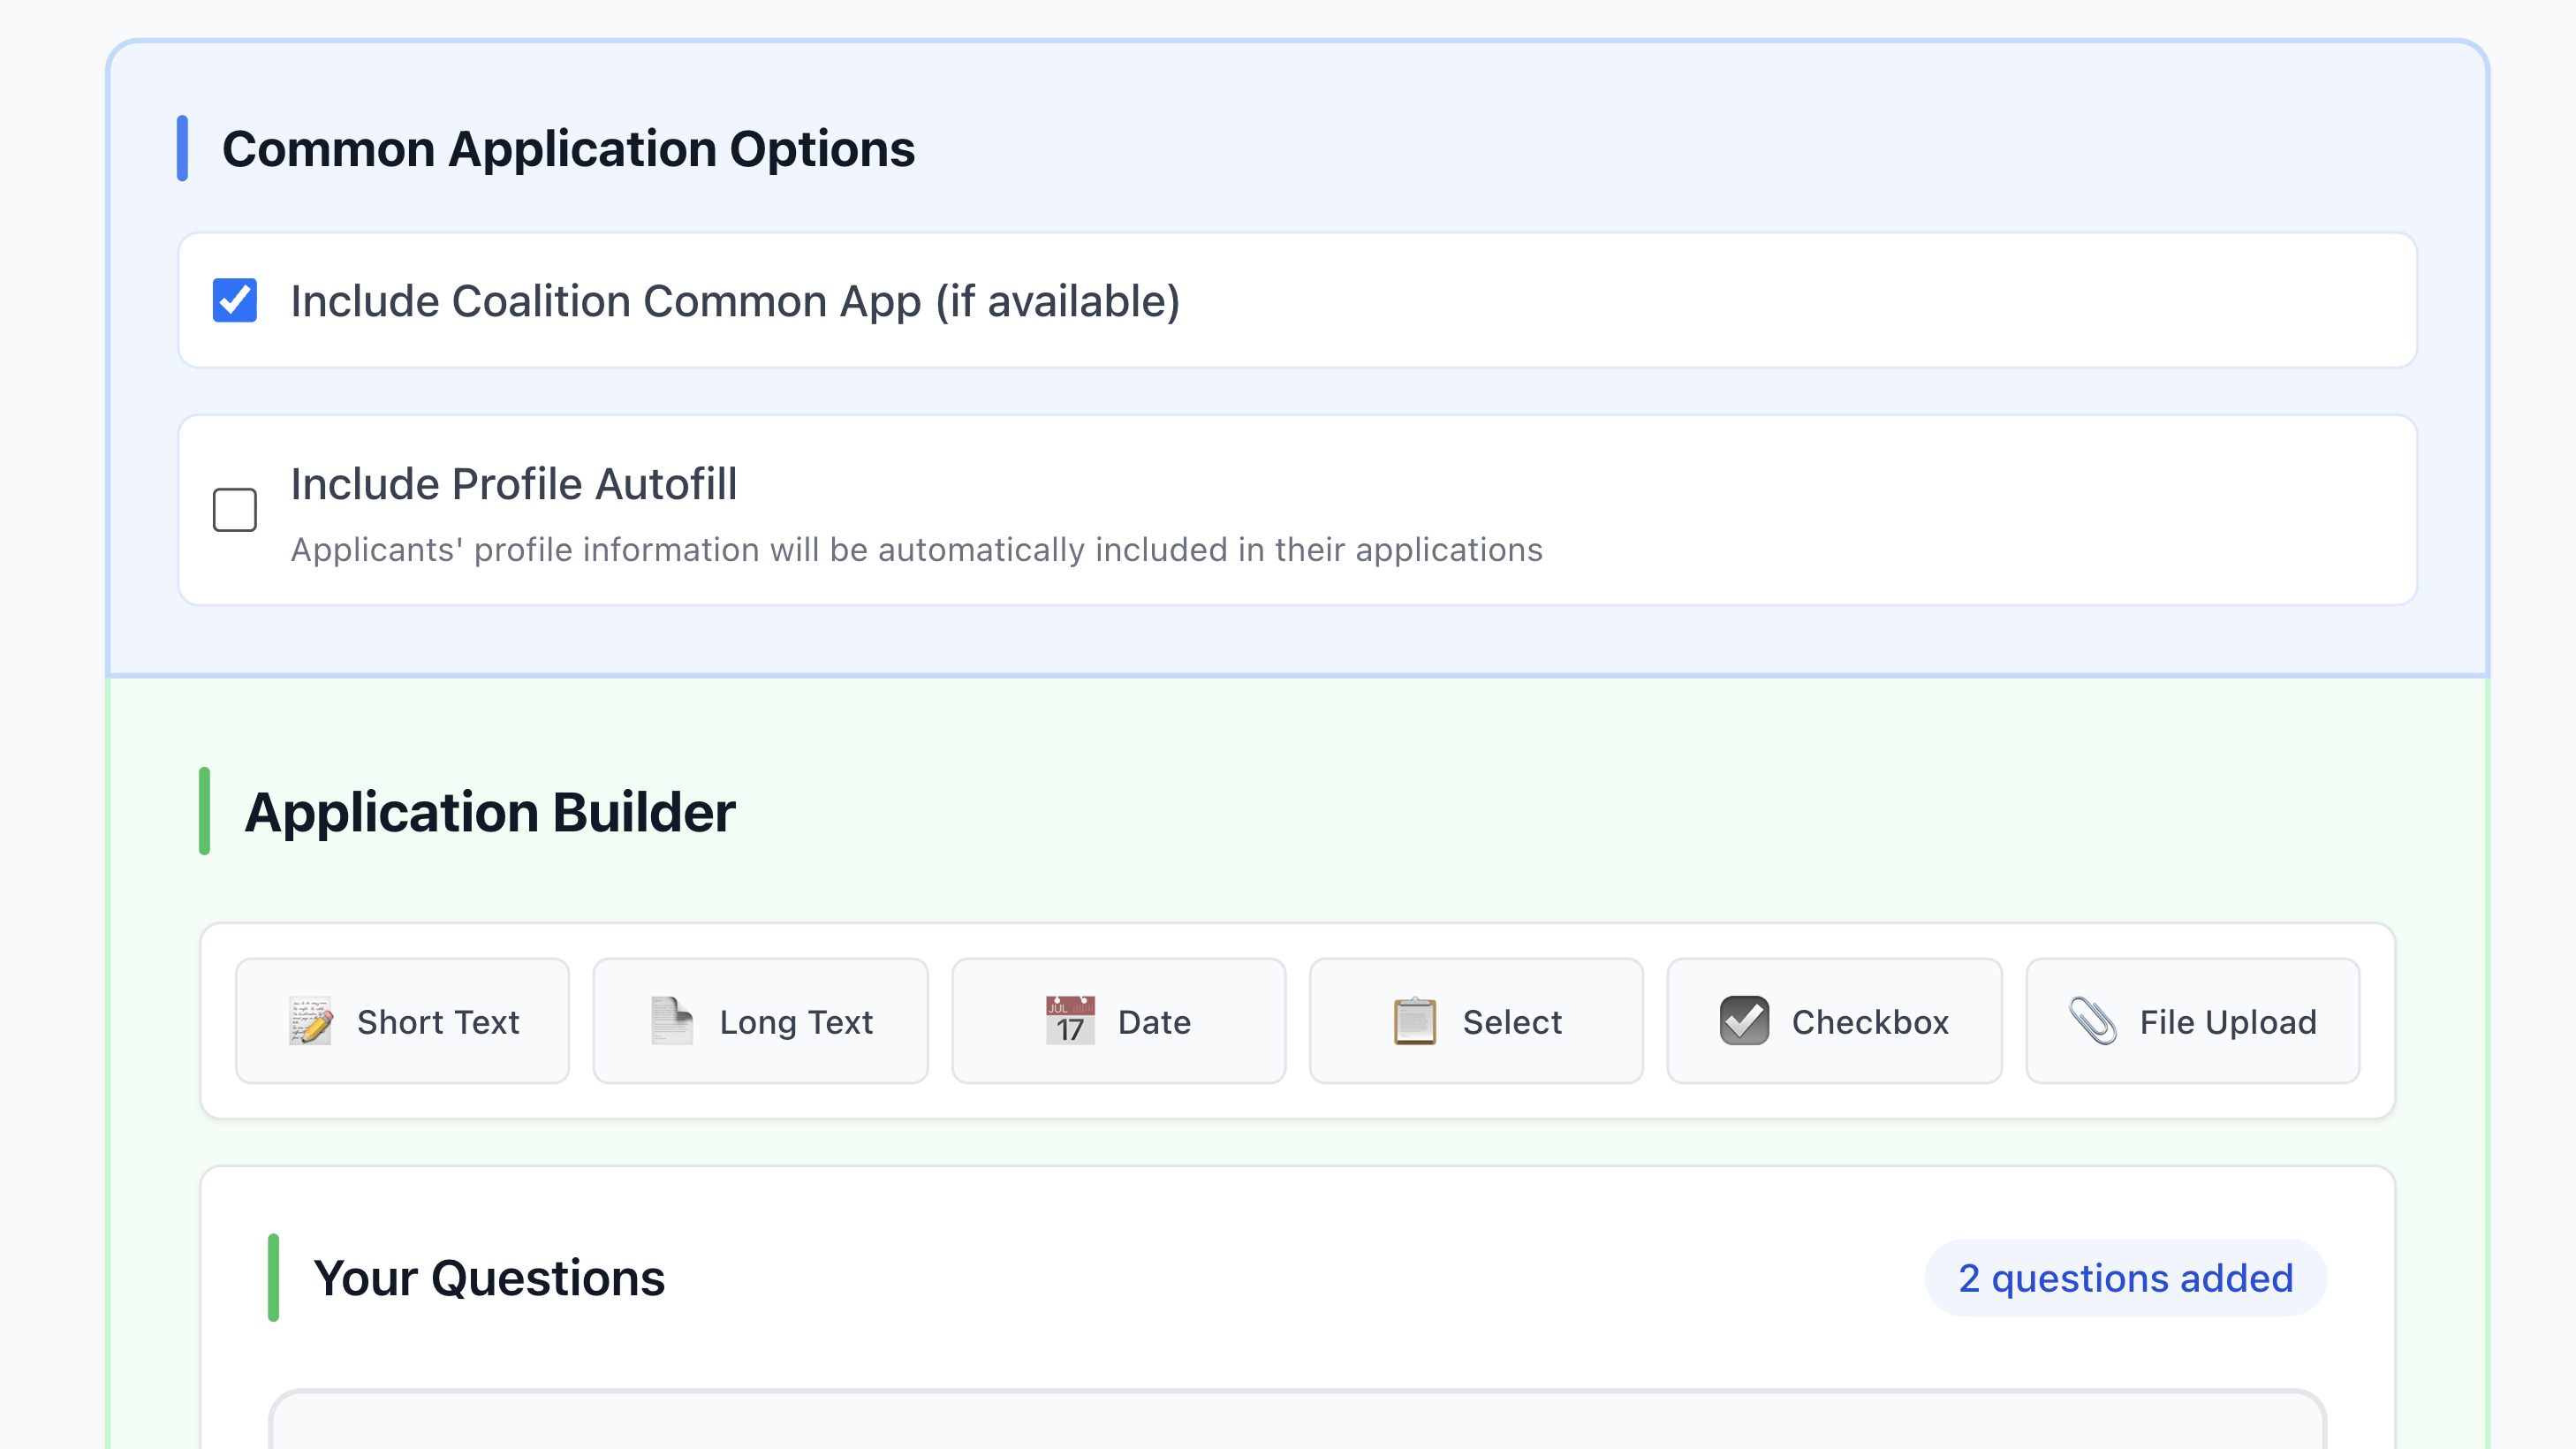 Common Application Options
Include Coalition Common App (if available)
Include Profile Autofill
Applicants' profile information will be automatically included in their applications
Application Builder
Short Text
Long Text
JUL
17
Date
Select
Checkbox
File Upload
Your Questions
2 questions added